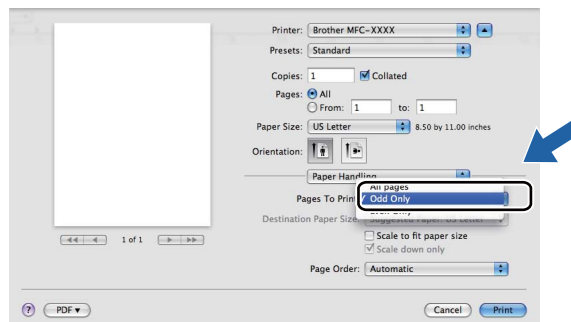 Printer: Brother MFC-XXXX
Presets: Standard
Copies: 1 Collated
Pages: All
From: 1 to: 1
Paper Size: US Letter 8.50 by 11.00 inches
Orientation:
Paper Handling
All pages
Pages To Print Odd Only
Even Only
Destination Paper Size: Suggested Paper: US Letter
1 of 1
Scale to fit paper size
Scale down only
Page Order: Automatic
? PDF Cancel Print